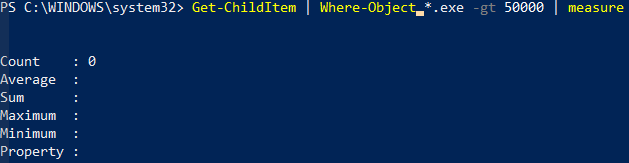 PS C:\WINDOWS\system32> Get-ChildItem | Where-Object *.exe -gt 50000 | measure
Count    : 0
Average  :
Sum      :
Maximum  :
Minimum  :
Property :